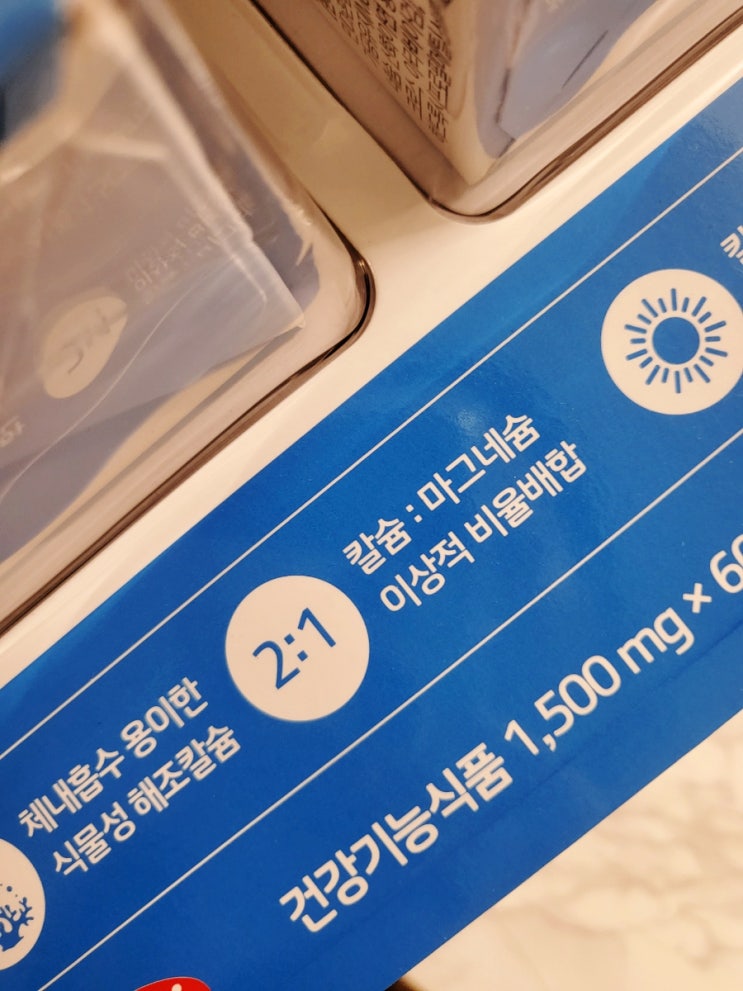 체내흡수 용이한
식물성 해조칼슘
2:1
칼슘 : 마그네슘
이상적 비율배합
건강기능식품 1,500 mg × 60